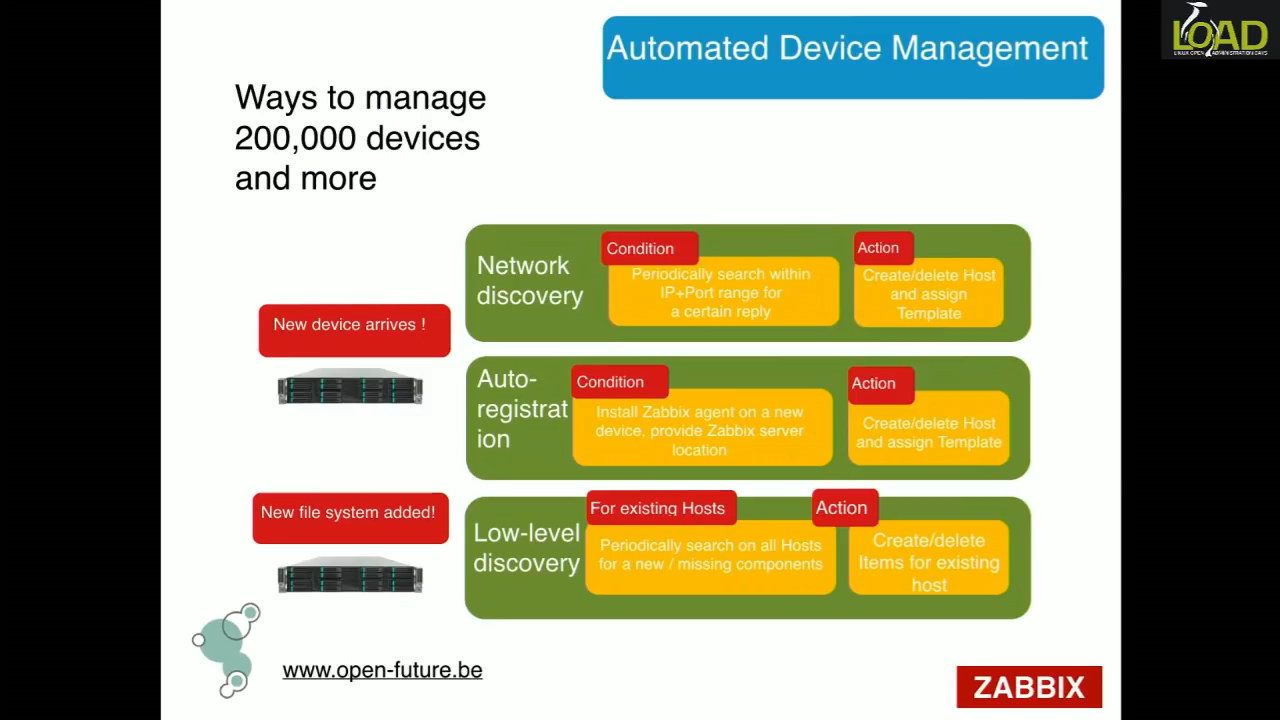 Automated Device Management
LOAD
LINUX OPEN ADMINISTRATION DAYS
Ways to manage
200,000 devices
and more
New device arrives !
Network
discovery
Condition
Periodically search within
IP+Port range for
a certain reply
Action
Create/delete Host
and assign
Template
Auto-
registrat
ion
Condition
Install Zabbix agent on a new
device, provide Zabbix server
location
Action
Create/delete Host
and assign Template
New file system added!
Low-level
discovery
For existing Hosts
Periodically search on all Hosts
for a new / missing components
Action
Create/delete
Items for existing
host
www.open-future.be
ZABBIX